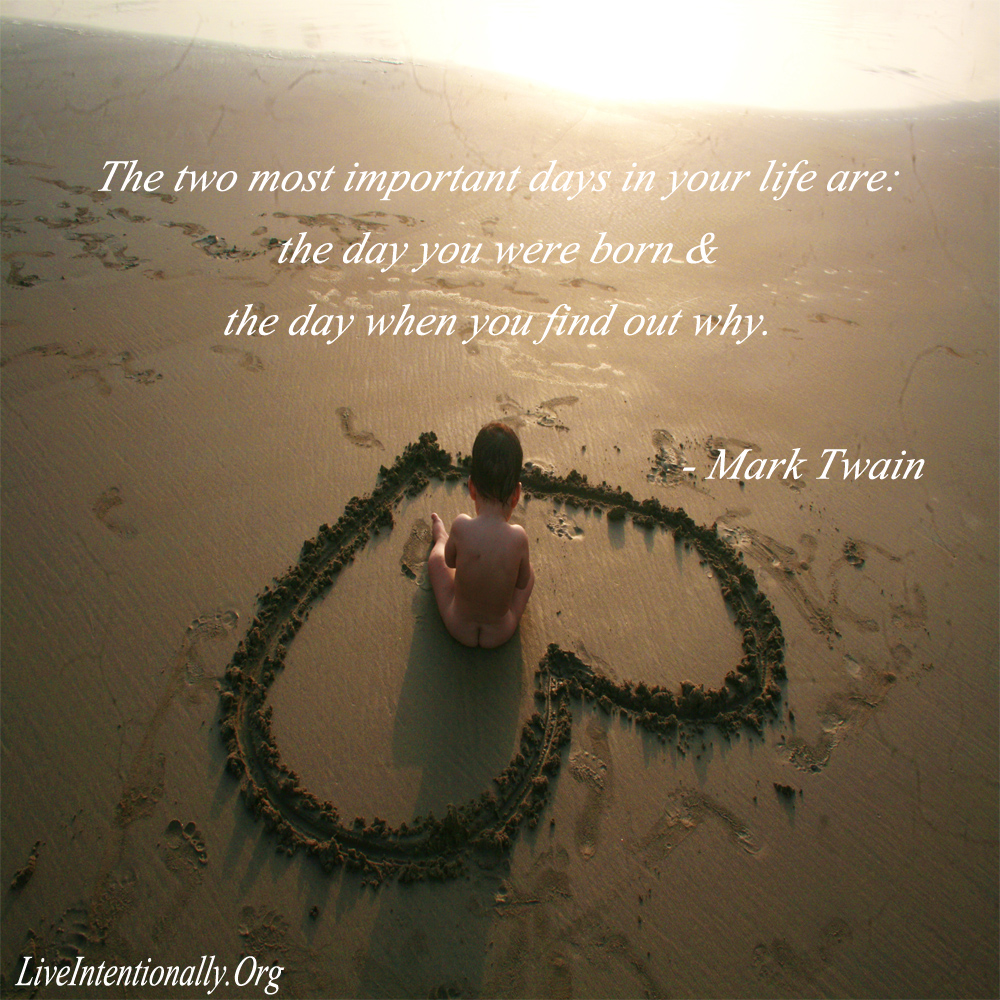 The two most important days in your life are:
the day you were born &
the day when you find out why.
- Mark Twain
LiveIntentionally.Org